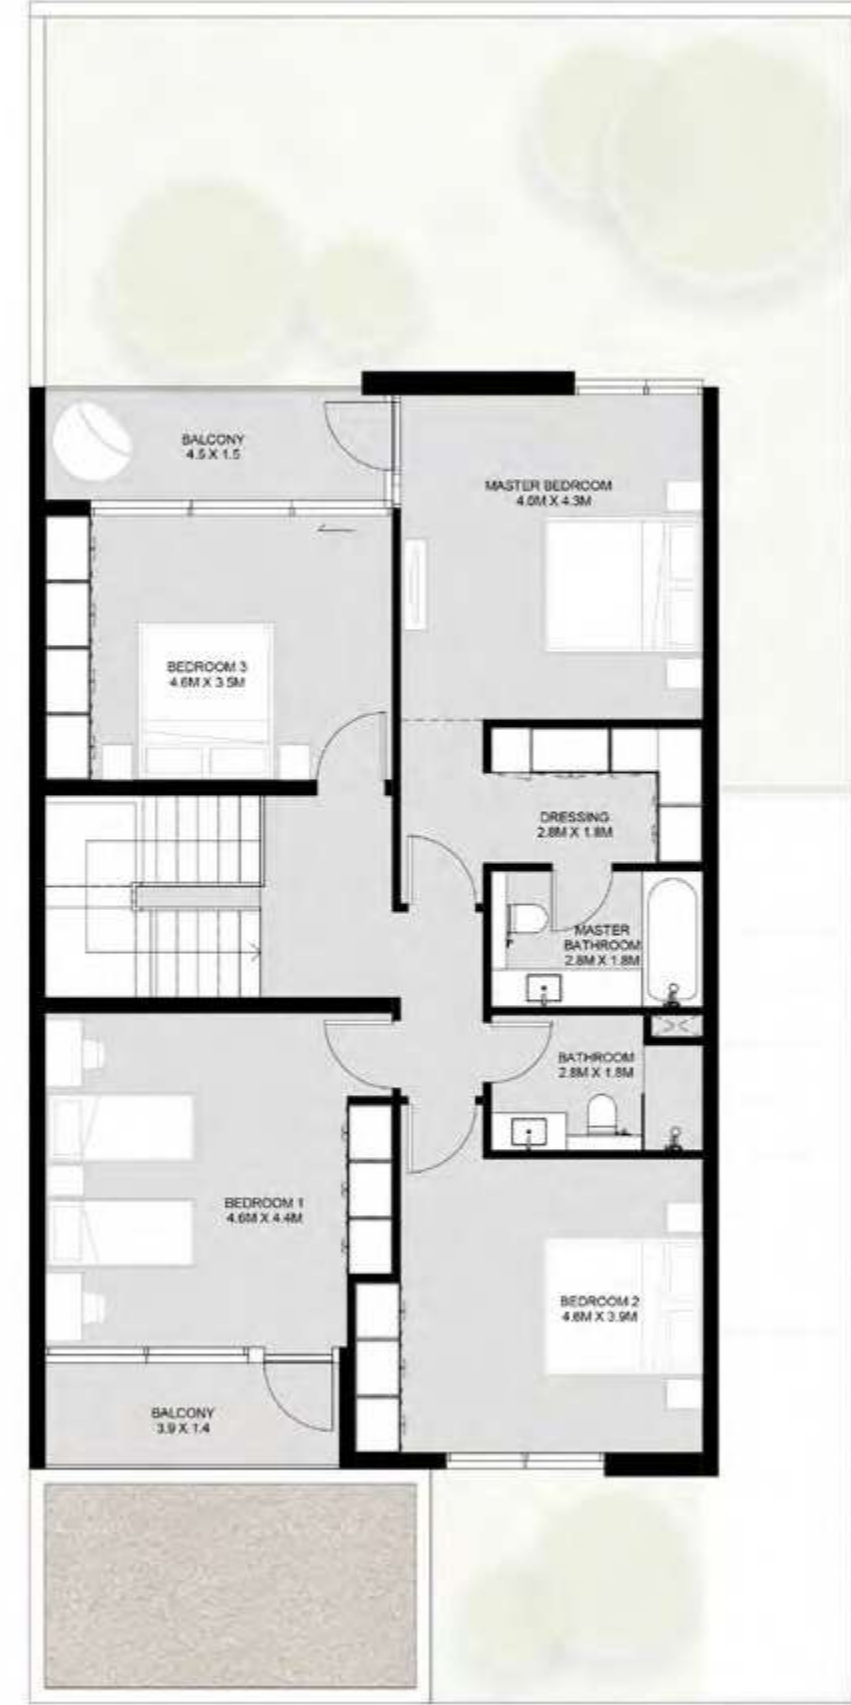 BALCONY
4.5 X 1.5
MASTER BEDROOM
4.0M X 4.3M
BEDROOM 3
4.6M X 3.5M
DRESSING
2.8M X 1.8M
MASTER
BATHROOM
2.8M X 1.8M
BATHROOM
2.8M X 1.8M
BEDROOM 1
4.6M X 4.4M
BEDROOM 2
4.6M X 3.9M
BALCONY
3.9 X 1.4